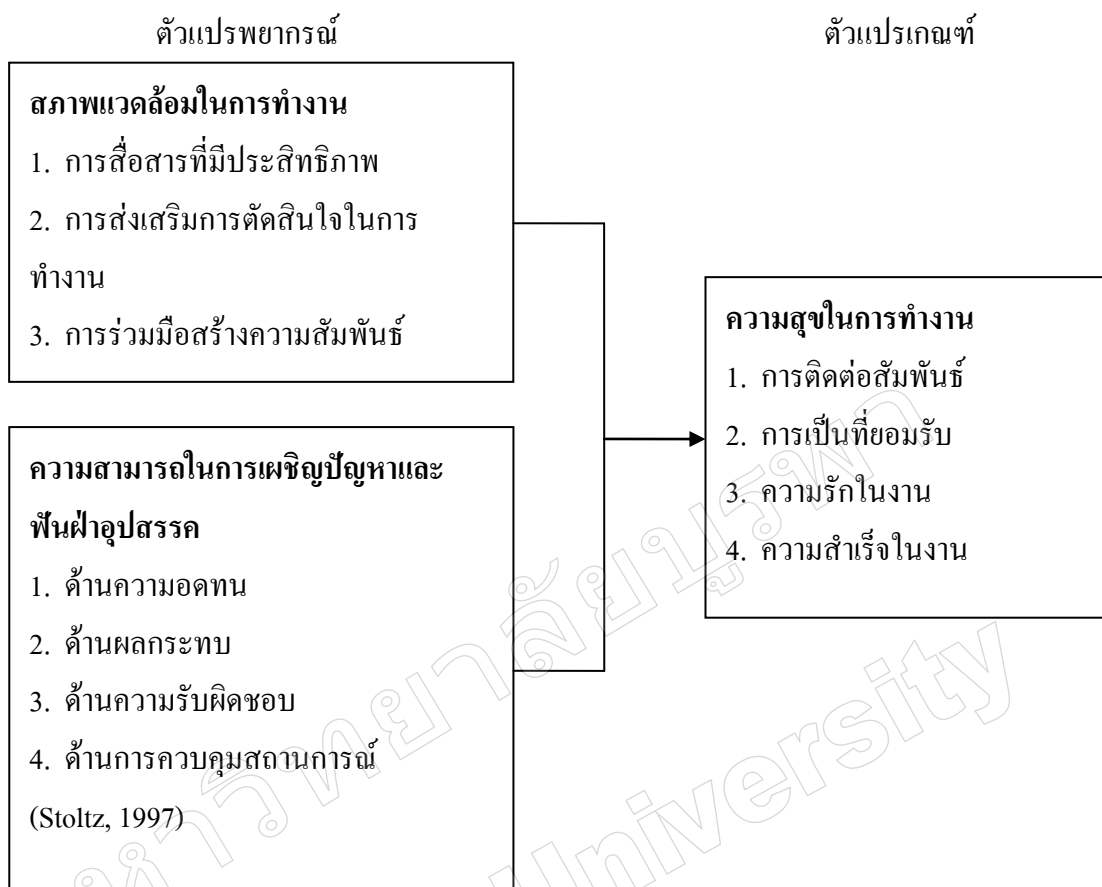 ตัวแปรพยากรณ์
ตัวแปรเกณฑ์
สภาพแวดล้อมในการทำงาน
1. การสื่อสารที่มีประสิทธิภาพ
2. การส่งเสริมการตัดสินใจในการ
ทำงาน
3. การร่วมมือสร้างความสัมพันธ์
ความสามารถในการเผชิญปัญหาและ
ฟันฝ่าอุปสรรค
1. ด้านความอดทน
2. ด้านผลกระทบ
3. ด้านความรับผิดชอบ
4. ด้านการควบคุมสถานการณ์
(Stoltz, 1997)
ความสุขในการทำงาน
1. การติดต่อสัมพันธ์
2. การเป็นที่ยอมรับ
3. ความรักในงาน
4. ความสำเร็จในงาน
หาวิทยาลัยบูรพา
University